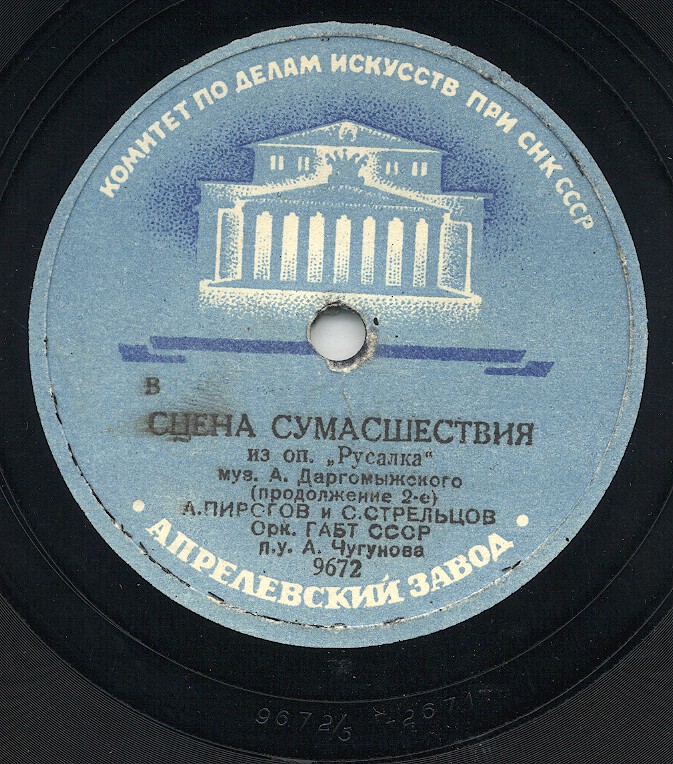 КОМИТЕТ ПО ДЕЛАМ ИСКУССТВ ПРИ СНК СССР
В
СЦЕНА СУМАСШЕСТВИЯ
из оп. „Русалка“
муз. А. Даргомыжского
(продолжение 2-е)
А.ПИРОГОВ и С.СТРЕЛЬЦОВ
Орк. ГАБТ СССР
п.у. А. Чугунова
9672
• АПРЕЛЕВСКИЙ ЗАВОД •
9672/3